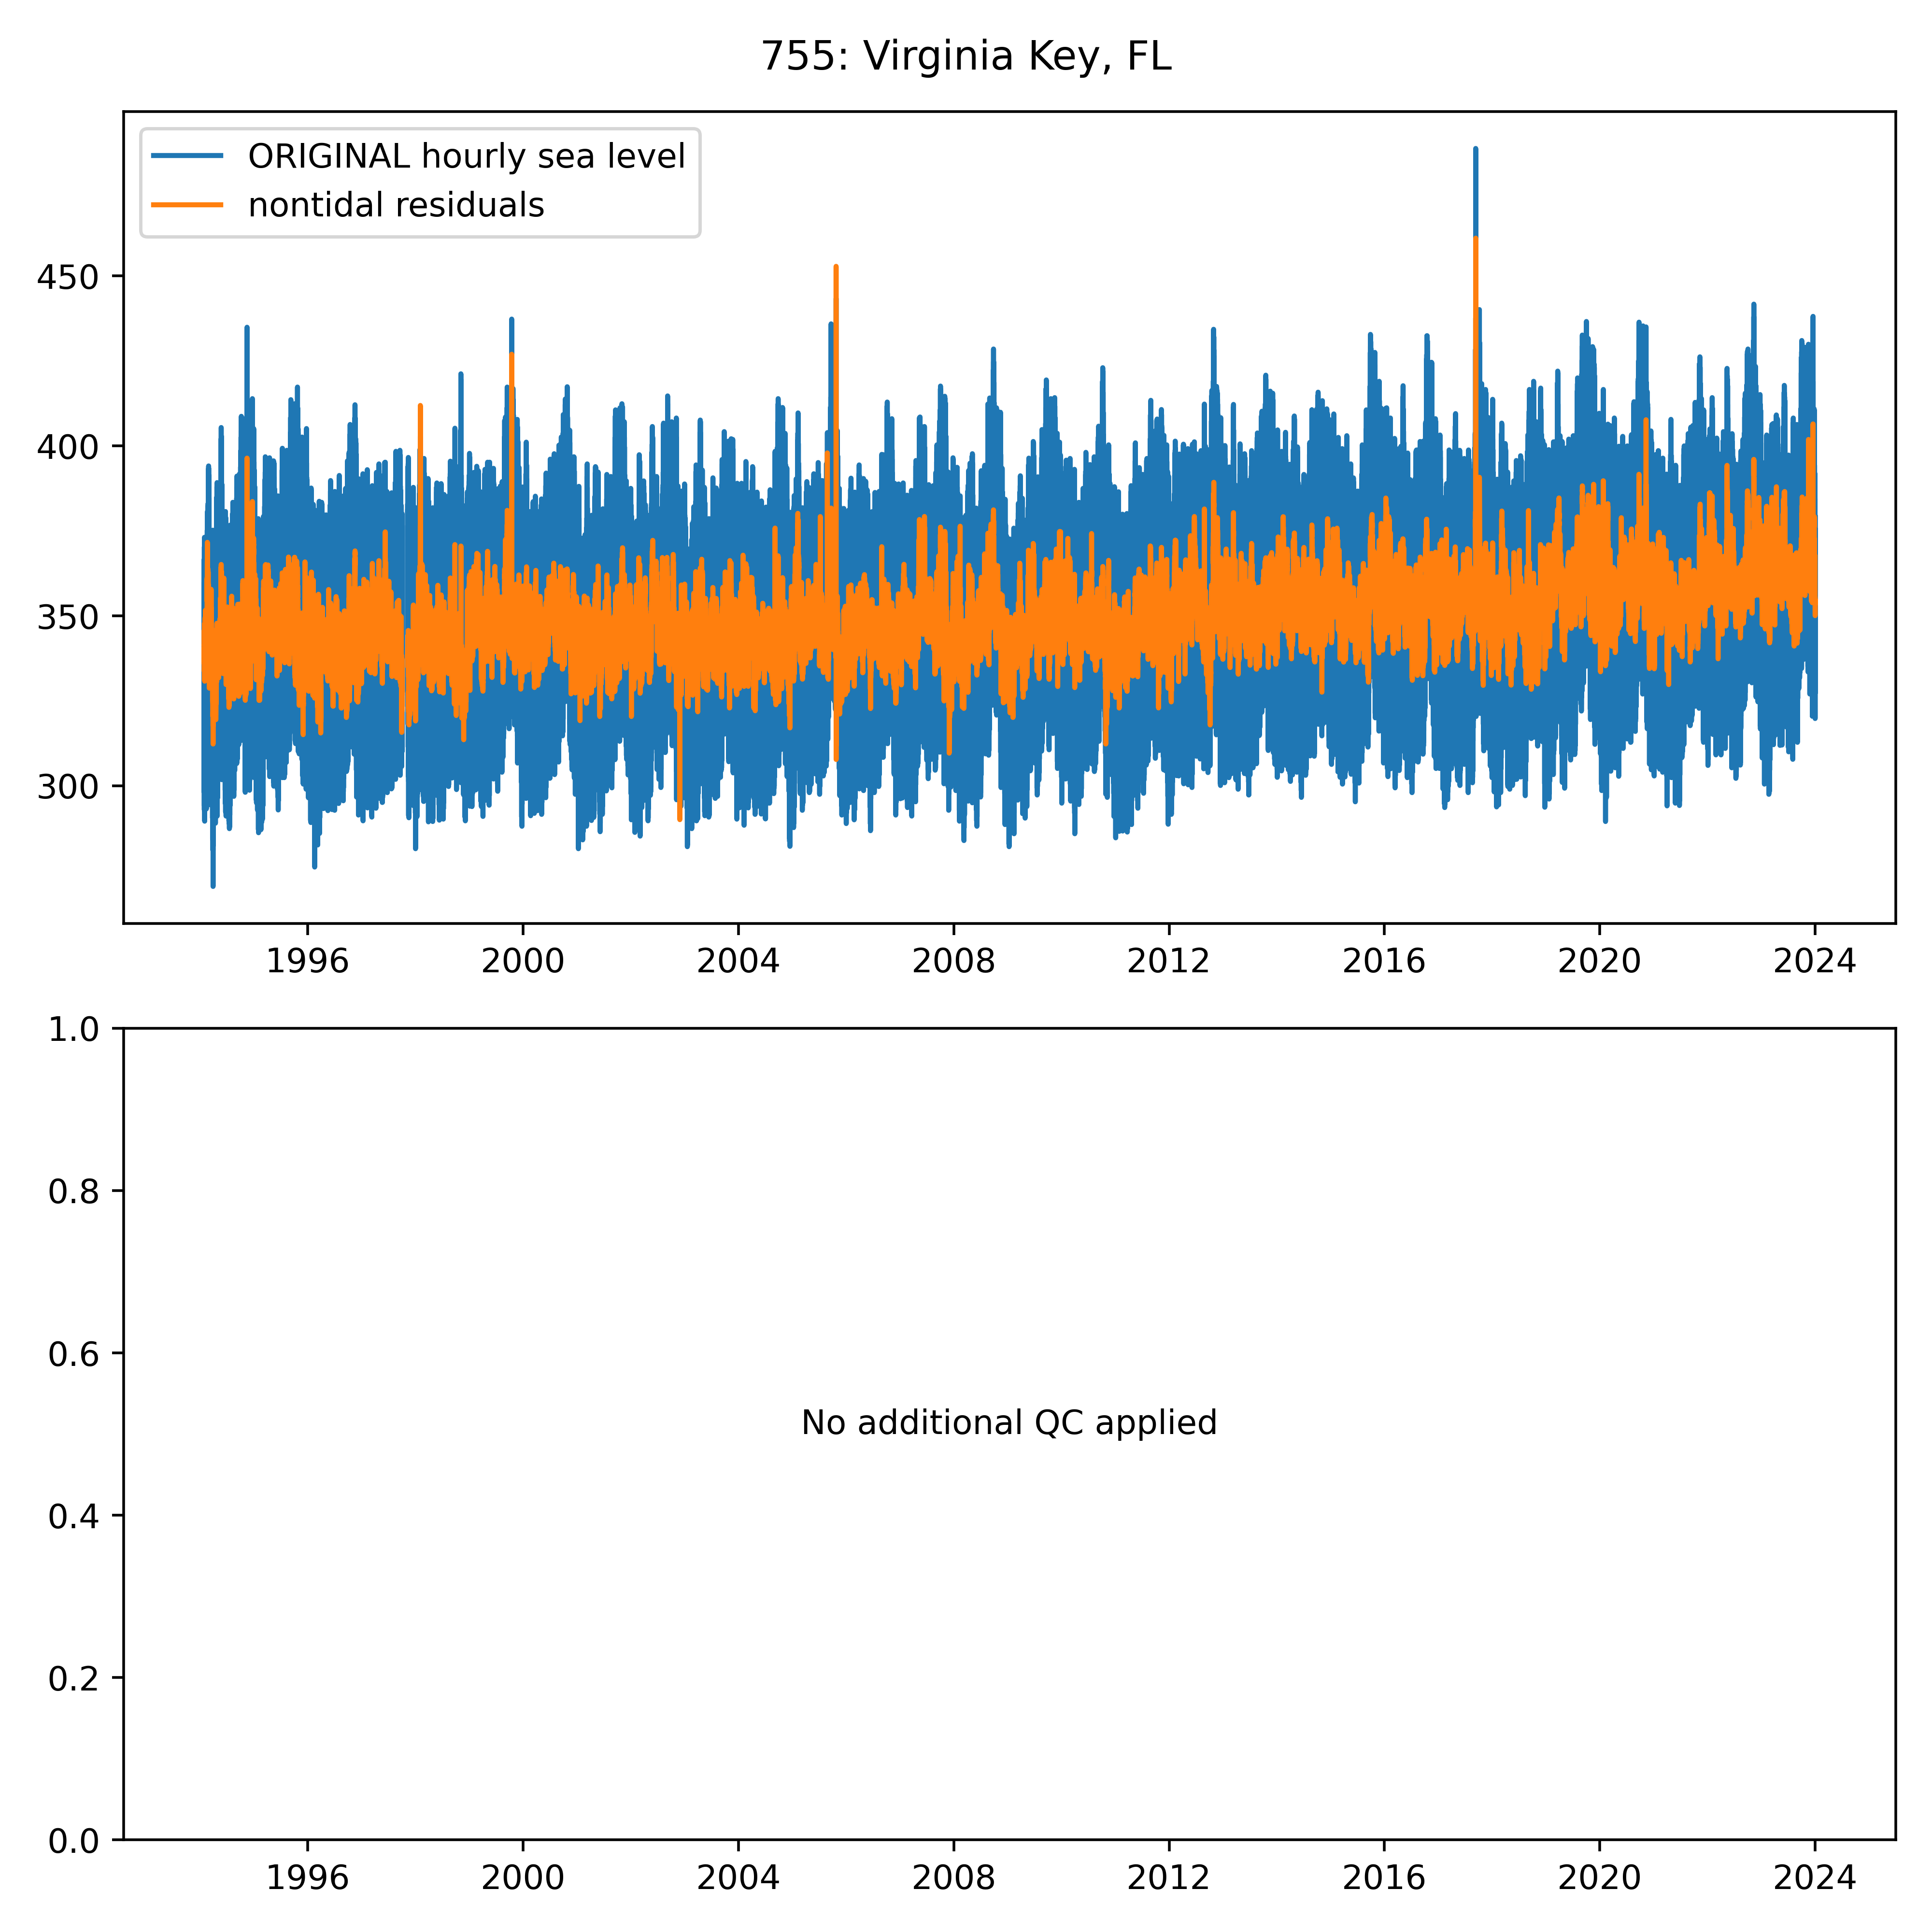 755: Virginia Key, FL
ORIGINAL hourly sea level
nontidal residuals
450
400
350
300
1996 2000 2004 2008 2012 2016 2020 2024
1.0
0.8
0.6
No additional QC applied
0.4
0.2
0.0
1996 2000 2004 2008 2012 2016 2020 2024